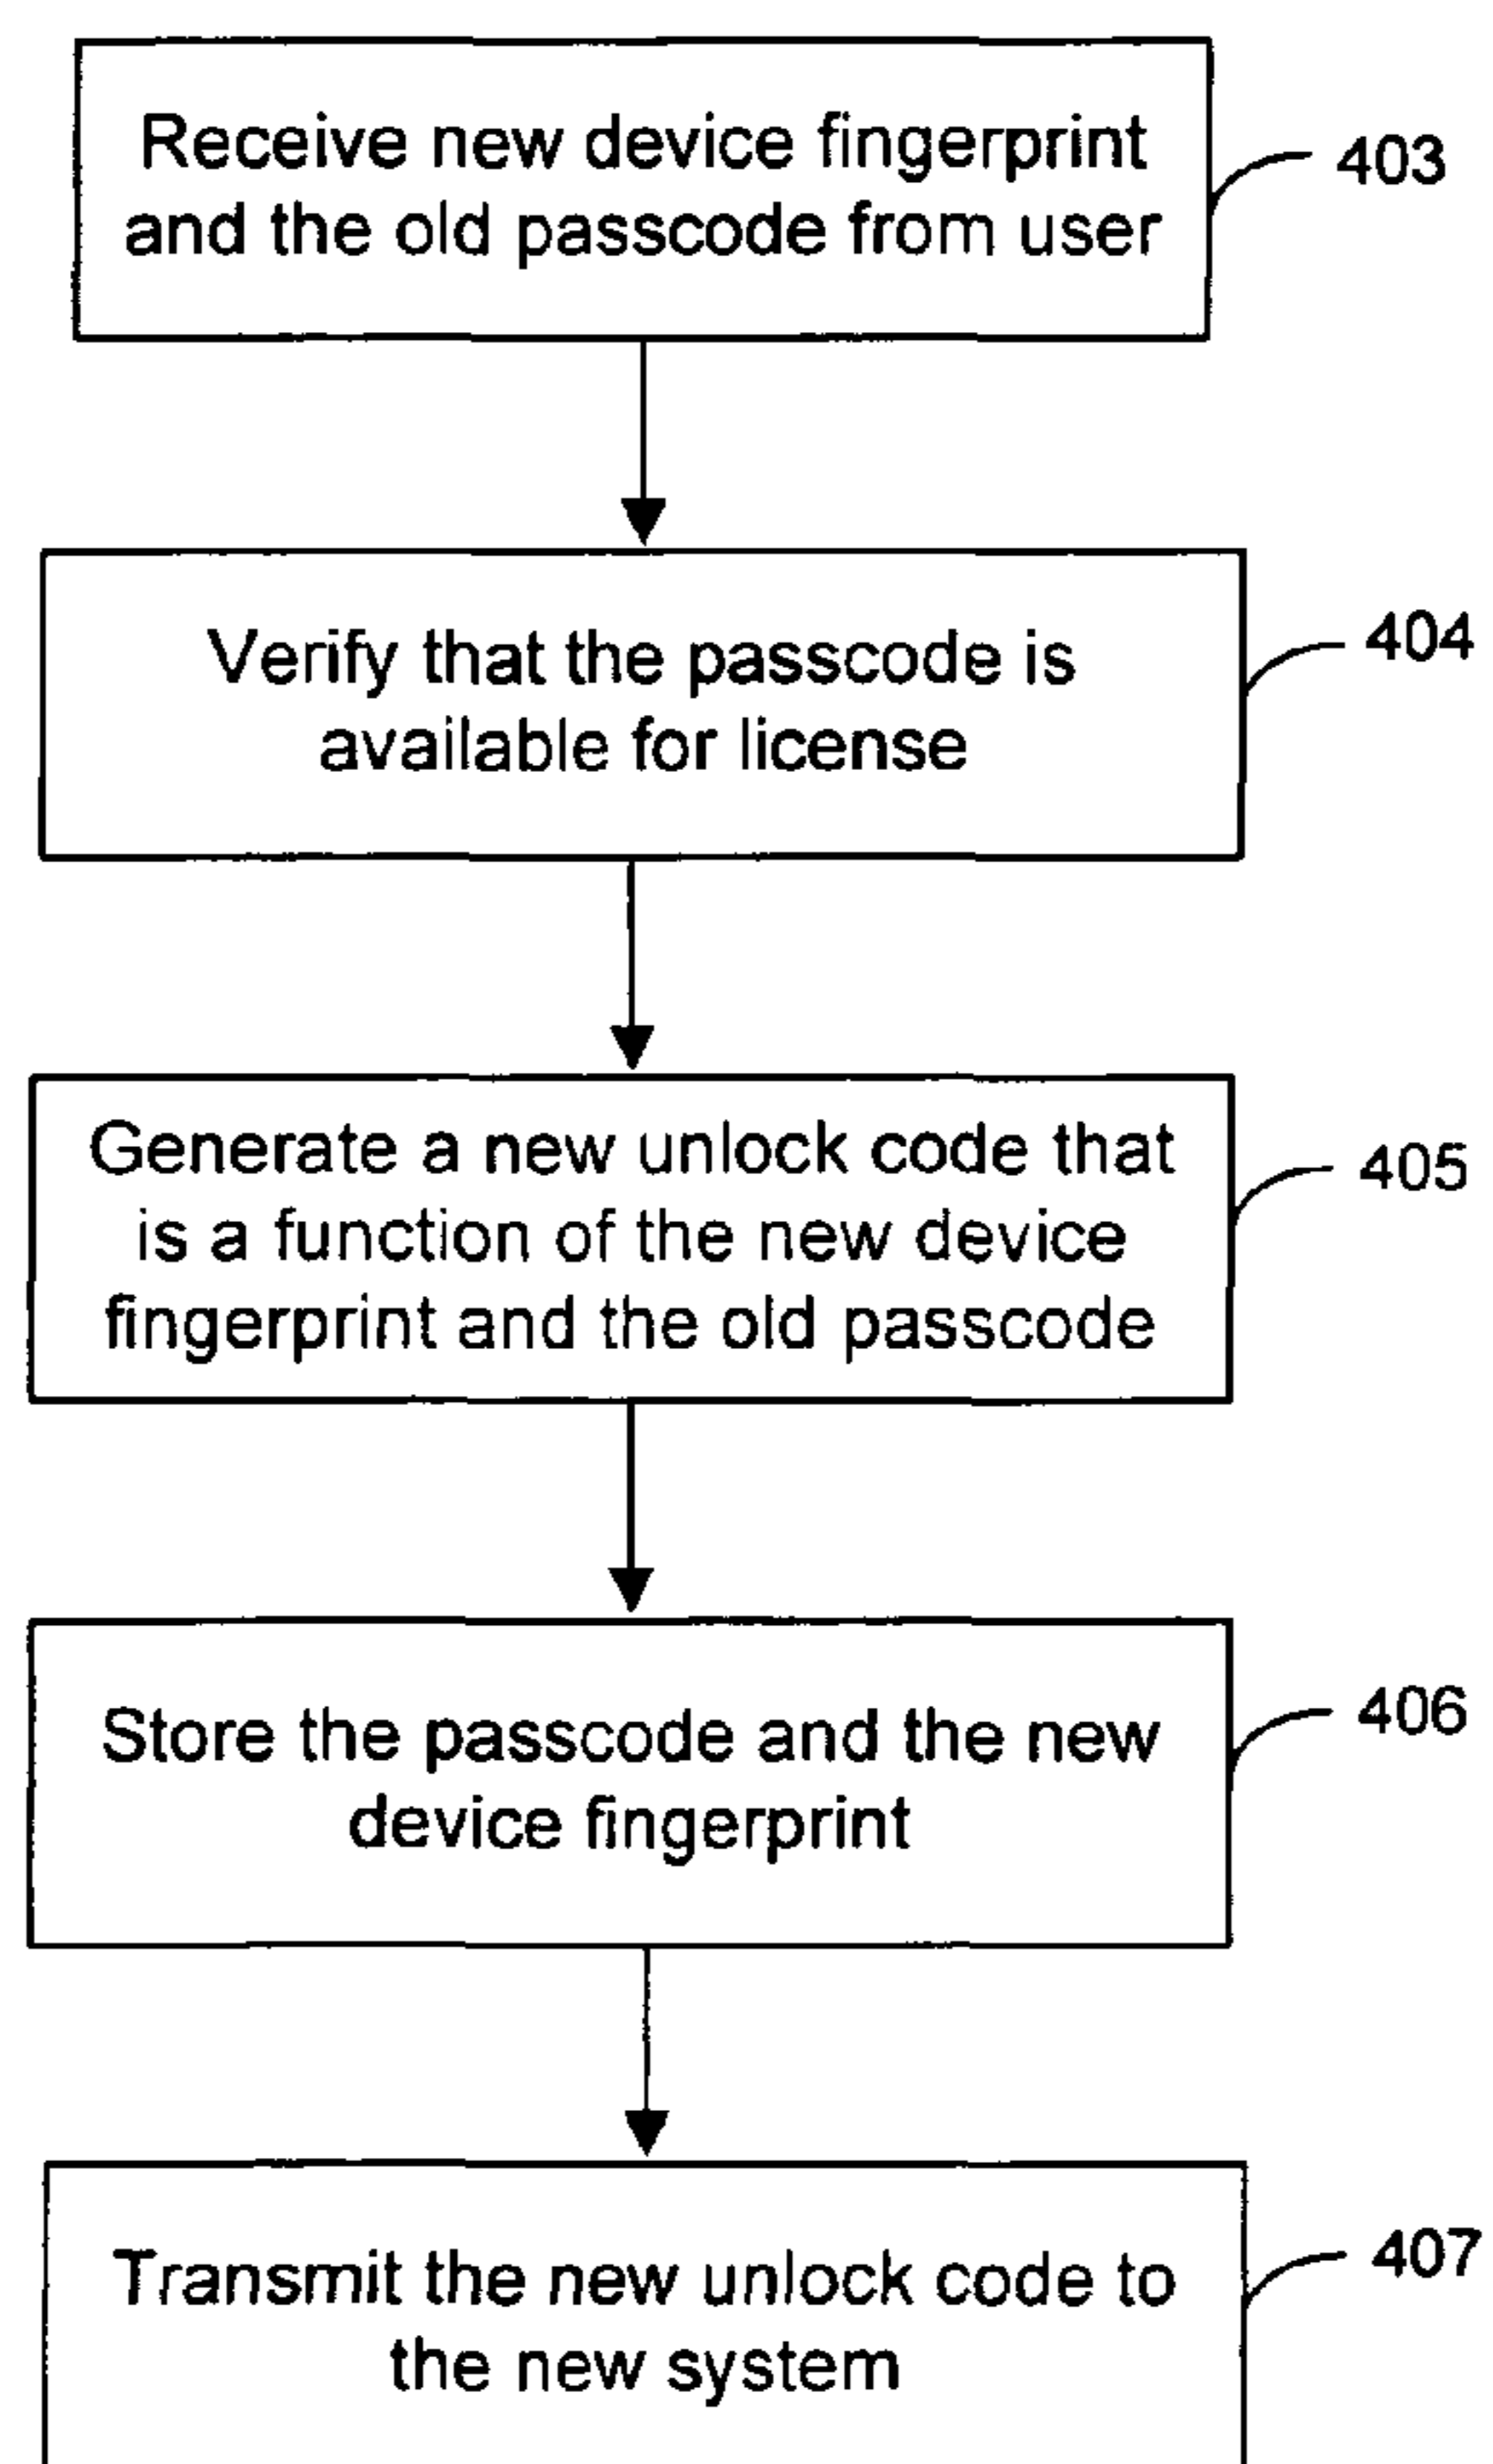 Receive new device fingerprint
and the old passcode from user
403
Verify that the passcode is
available for license
404
Generate a new unlock code that
is a function of the new device
fingerprint and the old passcode
405
Store the passcode and the new
device fingerprint
406
Transmit the new unlock code to
the new system
407